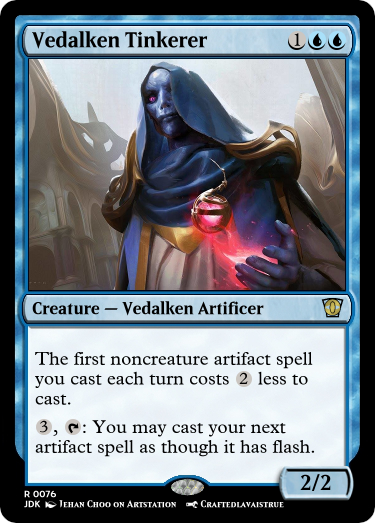 Vedalken Tinkerer 1
Creature — Vedalken Artificer
The first noncreature artifact spell
you cast each turn costs 2 less to
cast.
3, : You may cast your next
artifact spell as though it has flash.
2/2
R 0076
JDK Jehan Choo on Artstation Craftedlavaistrue